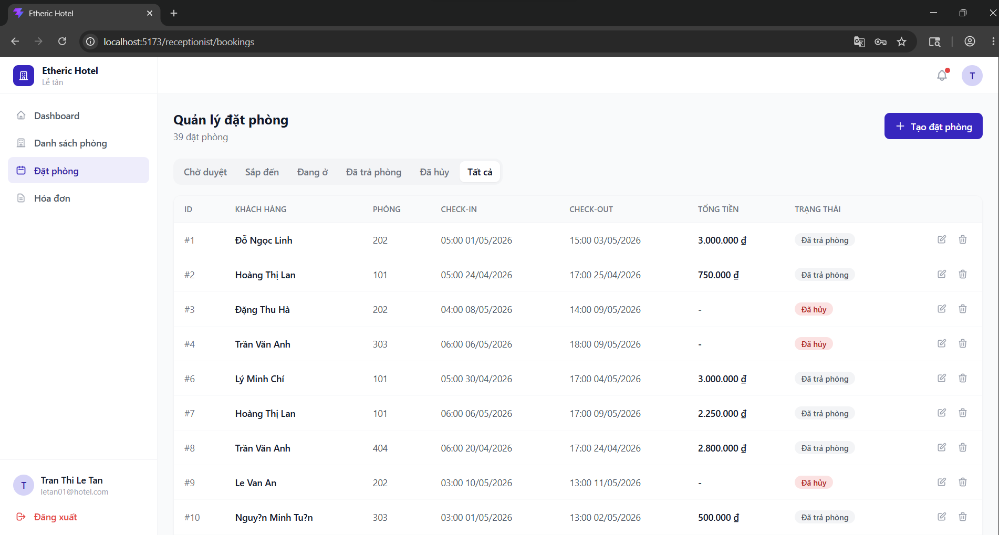 Etheric Hotel
localhost:5173/receptionist/bookings
Etheric Hotel
Lễ tân
T
Dashboard
Danh sách phòng
Đặt phòng
Hóa đơn
Quản lý đặt phòng
39 đặt phòng
Tạo đặt phòng
Chờ duyệt Sắp đến Đang ở Đã trả phòng Đã hủy Tất cả
ID KHÁCH HÀNG PHÒNG CHECK-IN CHECK-OUT TỔNG TIỀN TRẠNG THÁI
#1 Đỗ Ngọc Linh 202 05:00 01/05/2026 15:00 03/05/2026 3.000.000 ₫ Đã trả phòng
#2 Hoàng Thị Lan 101 05:00 24/04/2026 17:00 25/04/2026 750.000 ₫ Đã trả phòng
#3 Đặng Thu Hà 202 04:00 08/05/2026 14:00 09/05/2026 - Đã hủy
#4 Trần Văn Anh 303 06:00 06/05/2026 18:00 09/05/2026 - Đã hủy
#6 Lý Minh Chí 101 05:00 30/04/2026 17:00 04/05/2026 3.000.000 ₫ Đã trả phòng
#7 Hoàng Thị Lan 101 06:00 06/05/2026 17:00 09/05/2026 2.250.000 ₫ Đã trả phòng
#8 Trần Văn Anh 404 06:00 20/04/2026 17:00 24/04/2026 2.800.000 ₫ Đã trả phòng
#9 Le Van An 202 03:00 10/05/2026 13:00 11/05/2026 - Đã hủy
#10 Nguy?n Minh Tu?n 303 03:00 01/05/2026 13:00 02/05/2026 500.000 ₫ Đã trả phòng
T
Tran Thi Le Tan
letan01@hotel.com
Đăng xuất